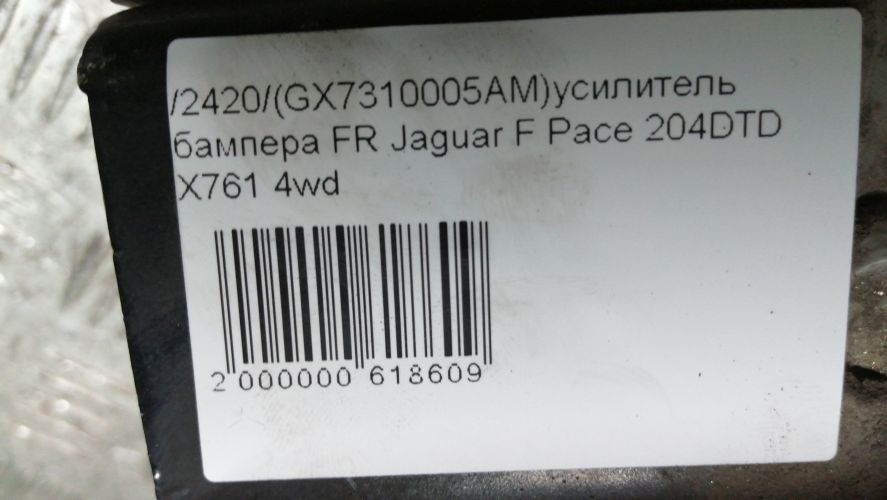 /2420/(GX7310005AM)усилитель
бампера FR Jaguar F Pace 204DTD
X761 4wd
2 000000 618609